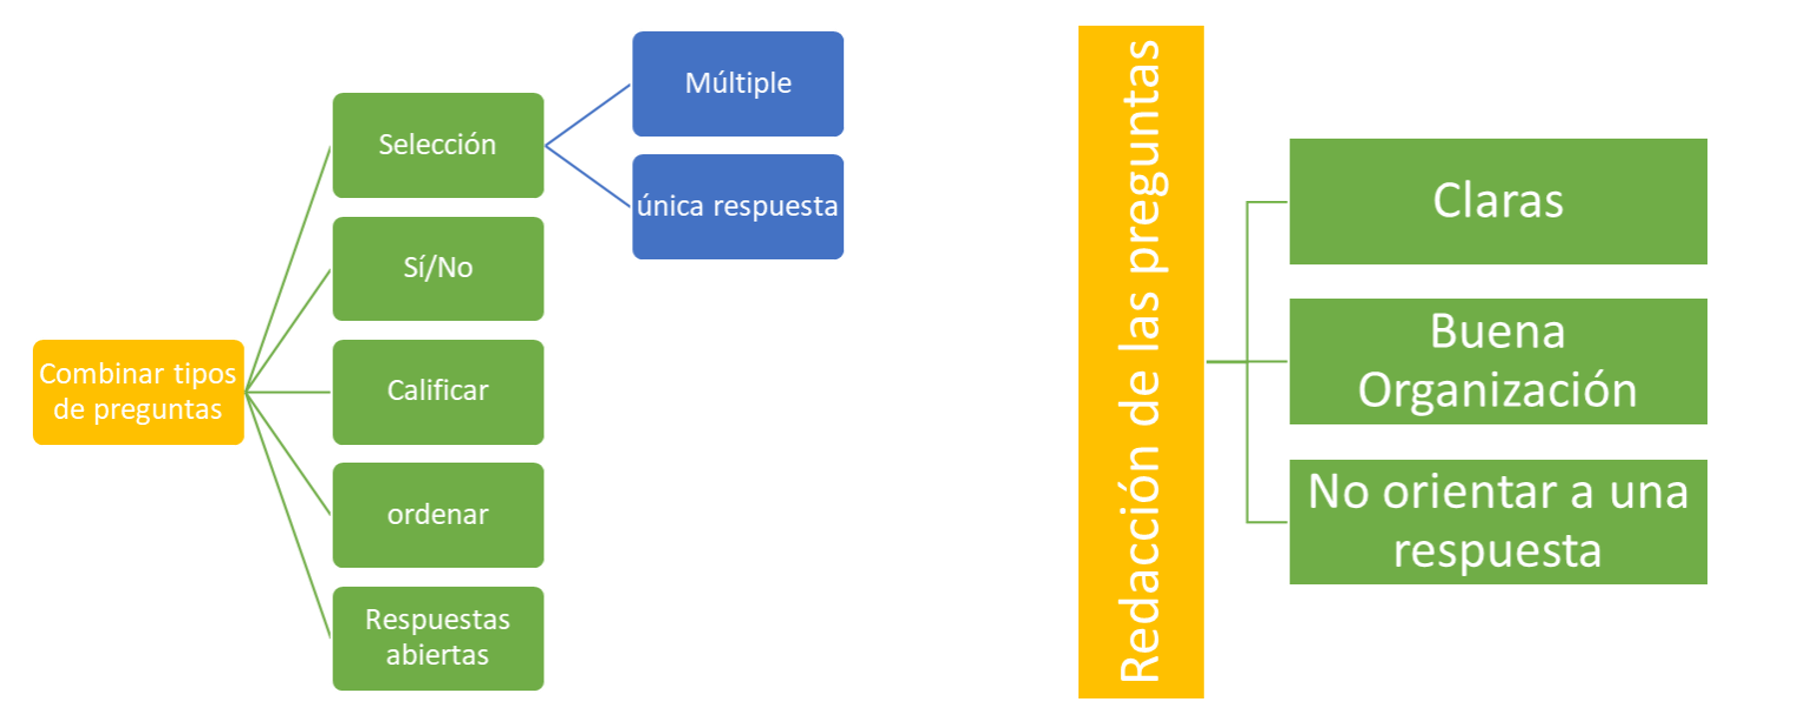 Combinar tipos
de preguntas
Selección
Múltiple
única respuesta
Sí/No
Calificar
ordenar
Respuestas
abiertas
Redacción de las preguntas
Claras
Buena
Organización
No orientar a una
respuesta